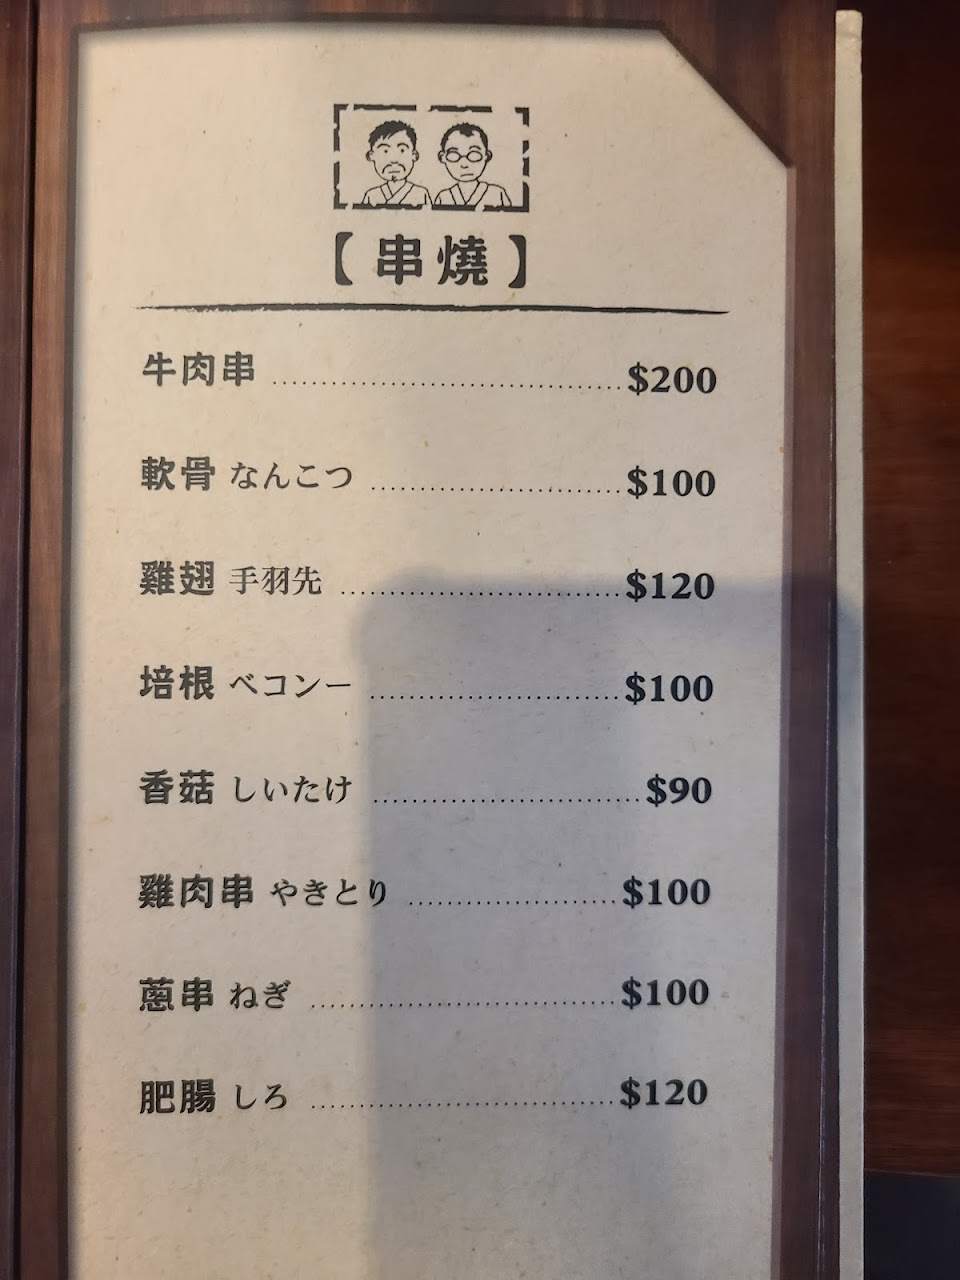 【串燒】
牛肉串 $200
軟骨 なんこつ $100
雞翅 手羽先 $120
培根 ベコンー $100
香菇 しいたけ $90
雞肉串 やきとり $100
蔥串 ねぎ $100
肥腸 しろ $120